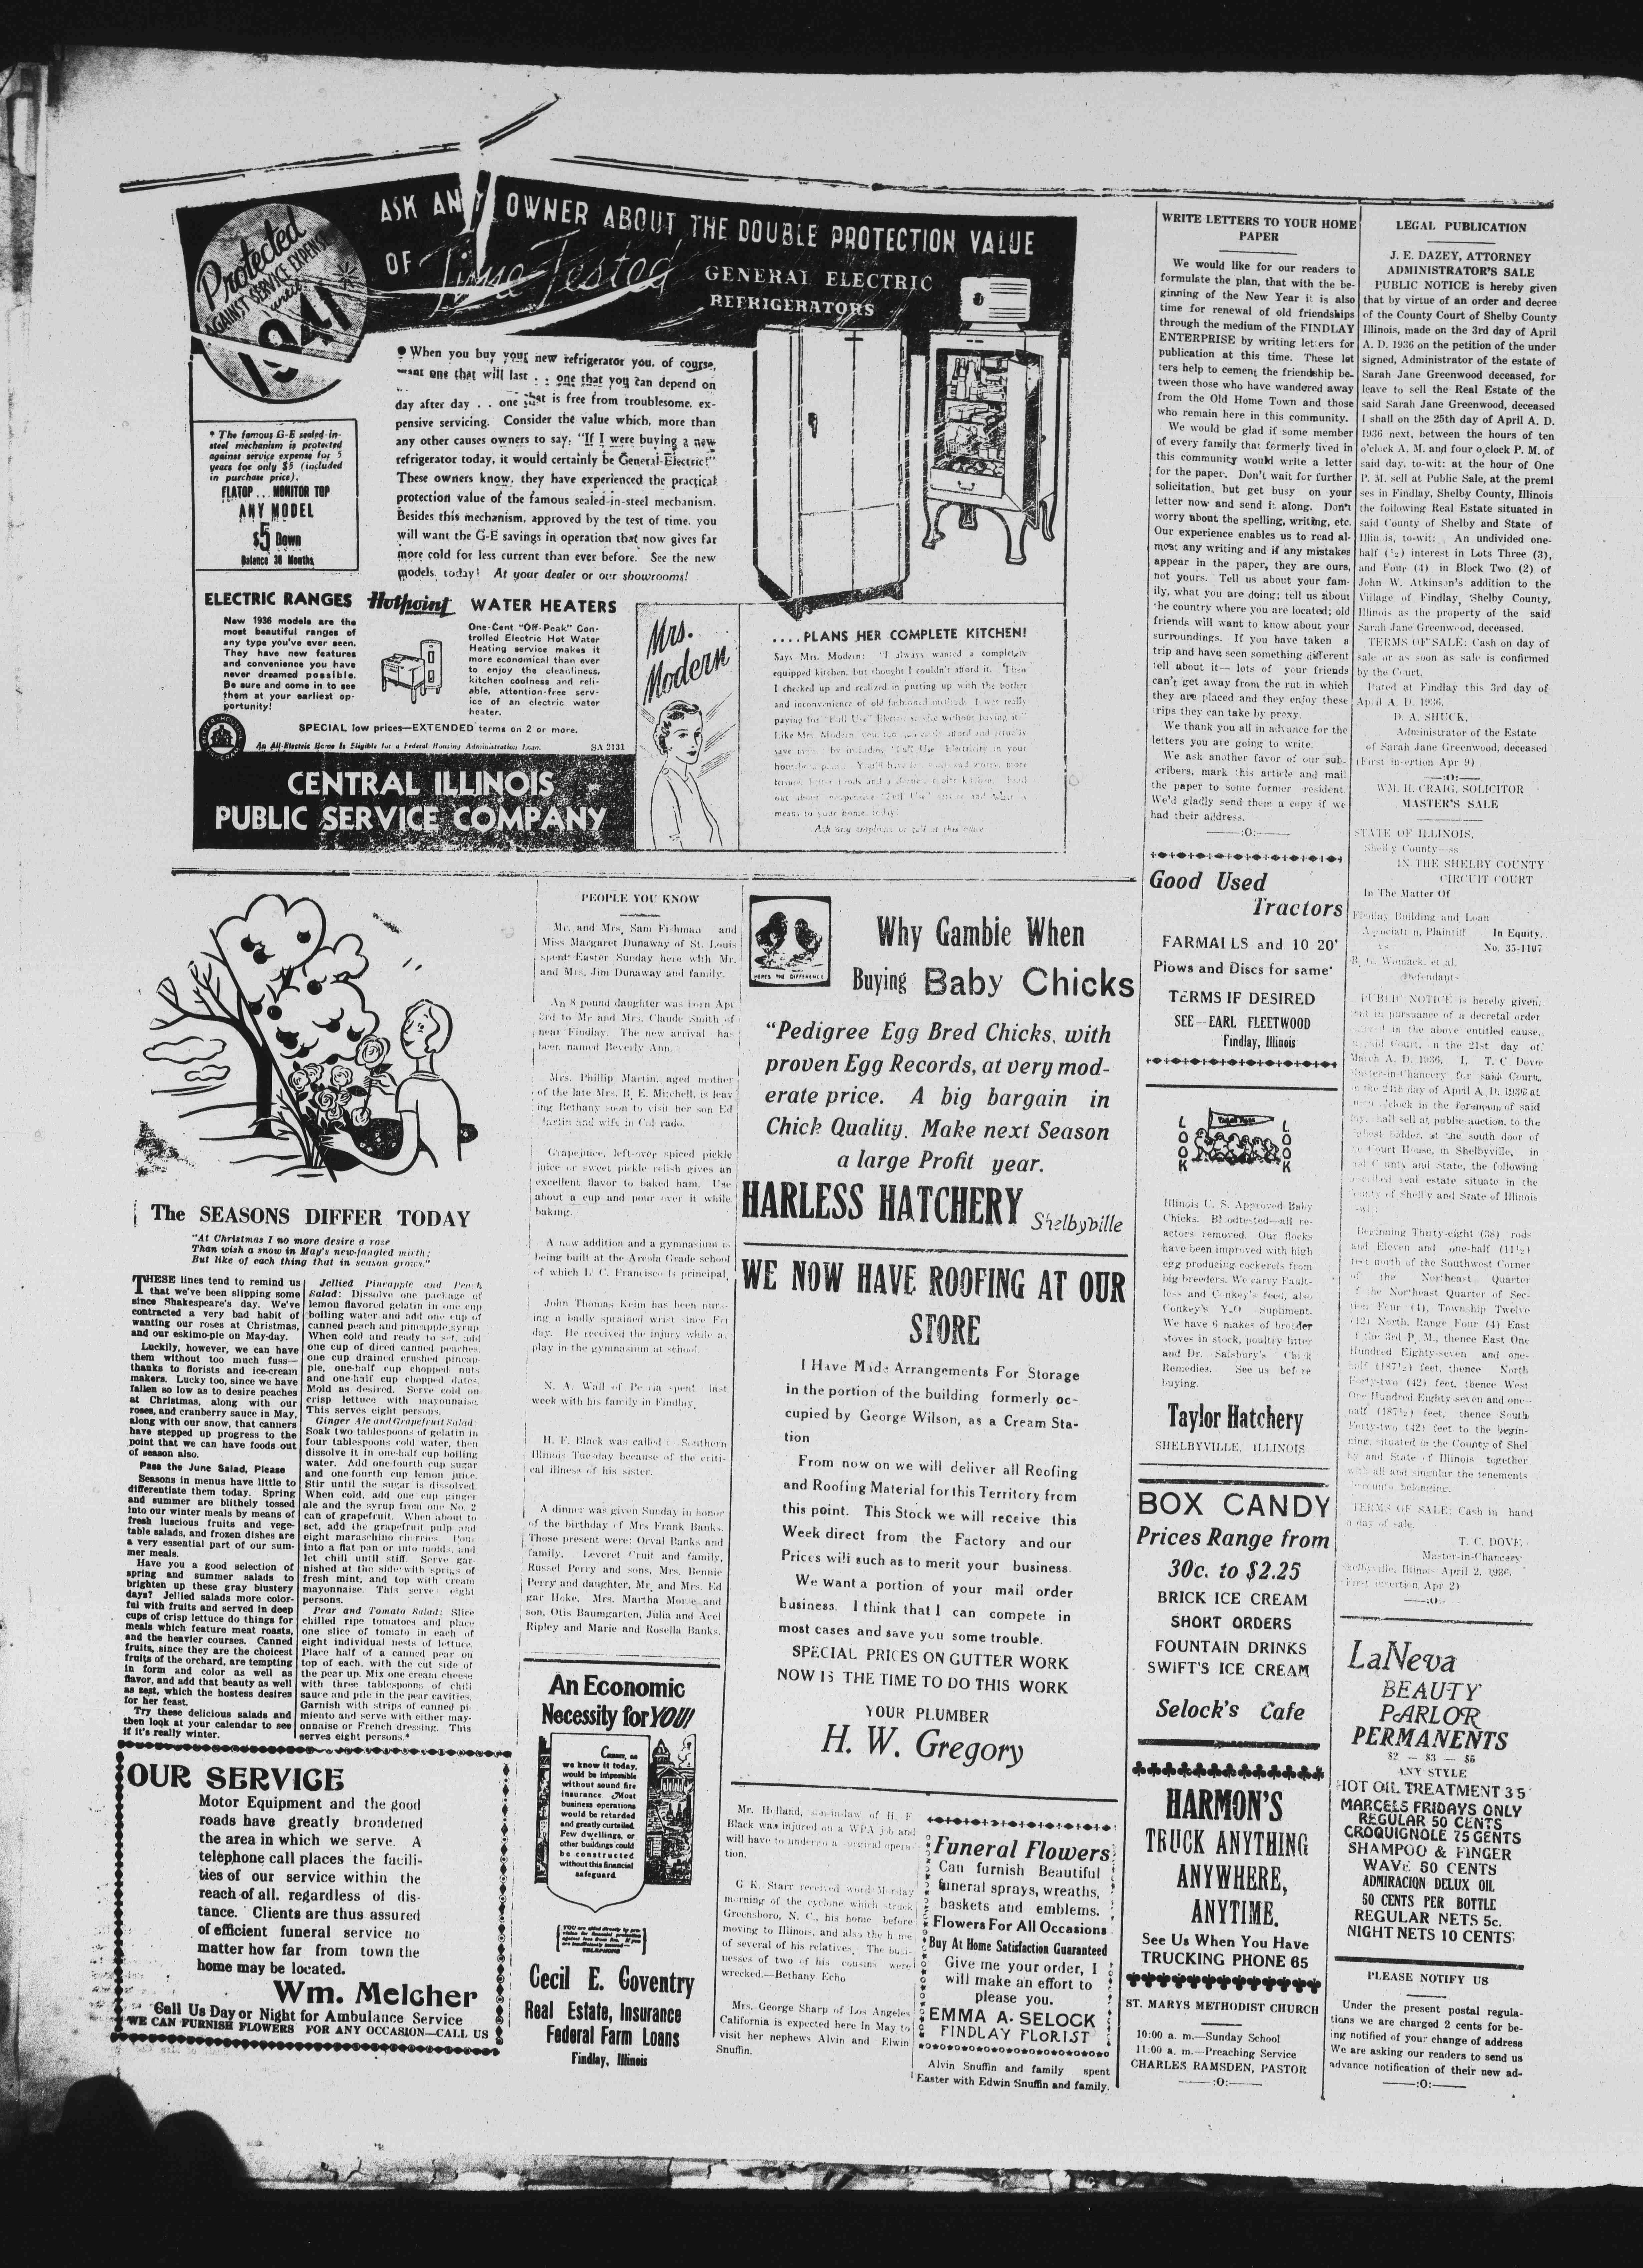 ASK ANY OWNER ABOUT THE DOUBLE PROTECTION VALUE
OF Time Tested GENERAL ELECTRIC
REFRIGERATORS
Protected
AGAINST SERVICE EXPENSE
until
1941*
● When you buy your new refrigerator you, of course,
want one that will last . . one that you can depend on
day after day . . one that is free from troublesome, ex-
pensive servicing. Consider the value which, more than
any other causes owners to say, "If I were buying a new
refrigerator today, it would certainly be General-Electric!"
These owners know, they have experienced the practical
protection value of the famous sealed-in-steel mechanism.
Besides this mechanism, approved by the test of time, you
will want the G-E savings in operation that now gives far
more cold for less current than ever before. See the new
models, today! At your dealer or our showrooms!
* The famous G-E sealed-in-
steel mechanism is protected
against service expense for 5
years for only $5 (included
in purchase price).
FLATOP...MONITOR TOP
ANY MODEL
$5 Down
Balance 36 Months
ELECTRIC RANGES Hotpoint WATER HEATERS
New 1936 models are the
most beautiful ranges of
any type you've ever seen.
They have new features
and convenience you have
never dreamed possible.
Be sure and come in to see
them at your earliest op-
portunity!
One-Cent "Off-Peak" Con-
trolled Electric Hot Water
Heating service makes it
more economical than ever
to enjoy the cleanliness,
kitchen coolness and reli-
able, attention-free serv-
ice of an electric water
heater.
SPECIAL low prices—EXTENDED terms on 2 or more.
An All-Electric Home Is Eligible for a Federal Housing Administration Loan. SA 2131
CENTRAL ILLINOIS
PUBLIC SERVICE COMPANY
Mrs.
Modern
....PLANS HER COMPLETE KITCHEN!
Says Mrs. Modern: "I always wanted a completely
equipped kitchen, but thought I couldn't afford it. Then
I checked up and realized in putting up with the bother
and inconvenience of old fashioned methods I was really
paying for "Full Use" Electric service without having it."
Like Mrs. Modern, you, too can afford and actually
save by including "Full Use" Electricity in your
means to your home, today!
Ask any employe or call at this office
WRITE LETTERS TO YOUR HOME
PAPER
We would like for our readers to
formulate the plan, that with the be-
ginning of the New Year it is also
time for renewal of old friendships
through the medium of the FINDLAY
ENTERPRISE by writing letters for
publication at this time. These let
ters help to cement the friendship be-
tween those who have wandered away
from the Old Home Town and those
who remain here in this community.
We would be glad if some member
of every family that formerly lived in
this community would write a letter
for the paper. Don't wait for further
solicitation, but get busy on your
letter now and send it along. Don't
worry about the spelling, writing, etc.
Our experience enables us to read al-
most any writing and if any mistakes
appear in the paper, they are ours,
not yours. Tell us about your fam-
ily, what you are doing; tell us about
the country where you are located; old
friends will want to know about your
surroundings. If you have taken a
trip and have seen something different
tell about it— lots of your friends
can't get away from the rut in which
they are placed and they enjoy these
trips they can take by proxy.
We thank you all in advance for the
letters you are going to write.
We ask another favor of our sub.
cribers, mark this article and mail
the paper to some former resident.
We'd gladly send them a copy if we
had their address.
——:O:——
Good Used
Tractors
FARMALLS and 10 20'
Plows and Discs for same'
TERMS IF DESIRED
SEE—EARL FLEETWOOD
Findlay, Illinois
LOOK LOOK
Illinois U. S. Approved Baby
Chicks. Bloodtested—all re-
actors removed. Our flocks
have been improved with high
egg producing cockerels from
big breeders. We carry Fault-
less and Conkey's feed, also
Conkey's Y-O Supliment.
We have 6 makes of brooder
stoves in stock, poultry litter
and Dr. Salsbury's Chick
Remedies. See us before
buying.
Taylor Hatchery
SHELBYVILLE, ILLINOIS
BOX CANDY
Prices Range from
30c. to $2.25
BRICK ICE CREAM
SHORT ORDERS
FOUNTAIN DRINKS
SWIFT'S ICE CREAM
Selock's Cafe
HARMON'S
TRUCK ANYTHING
ANYWHERE,
ANYTIME.
See Us When You Have
TRUCKING PHONE 65
ST. MARYS METHODIST CHURCH
10:00 a. m.—Sunday School
11:00 a. m.—Preaching Service
CHARLES RAMSDEN, PASTOR
——:O:——
LEGAL PUBLICATION
J. E. DAZEY, ATTORNEY
ADMINISTRATOR'S SALE
PUBLIC NOTICE is hereby given
that by virtue of an order and decree
of the County Court of Shelby County
Illinois, made on the 3rd day of April
A. D. 1936 on the petition of the under
signed, Administrator of the estate of
Sarah Jane Greenwood deceased, for
leave to sell the Real Estate of the
said Sarah Jane Greenwood, deceased
I shall on the 25th day of April A. D.
1936 next, between the hours of ten
o'clock A. M. and four o'clock P. M. of
said day, to-wit: at the hour of One
P. M. sell at Public Sale, at the premi
ses in Findlay, Shelby County, Illinois
the following Real Estate situated in
said County of Shelby and State of
Illinois, to-wit: An undivided one-
half (½) interest in Lots Three (3),
and Four (4) in Block Two (2) of
John W. Atkinson's addition to the
Village of Findlay, Shelby County,
Illinois as the property of the said
Sarah Jane Greenwood, deceased.
TERMS OF SALE: Cash on day of
sale or as soon as sale is confirmed
by the Court.
Dated at Findlay this 3rd day of
April A. D. 1936.
D. A. SHUCK,
Administrator of the Estate
of Sarah Jane Greenwood, deceased
(First insertion Apr 9)
——:O:——
WM. H. CRAIG, SOLICITOR
MASTER'S SALE
STATE OF ILLINOIS,
Shelby County—ss
IN THE SHELBY COUNTY
CIRCUIT COURT
In The Matter Of
Findlay Building and Loan
Association, Plaintiff In Equity,
vs No. 35-1107
B. G. Womack, et al,
Defendants
PUBLIC NOTICE is hereby given,
that in pursuance of a decretal order
entered in the above entitled cause,
in said Court, on the 21st day of
March A. D. 1936, I, T. C Dove
Master-in-Chancery for said Court,
on the 24th day of April A. D. 1936 at
o'clock in the forenoon of said
day, shall sell at public auction, to the
highest bidder, at the south door of
Court House, in Shelbyville, in
said County and State, the following
described real estate situate in the
County of Shelby and State of Illinois
Beginning Thirty-eight (38) rods
and Eleven and one-half (11½)
feet north of the Southwest Corner
of the Northeast Quarter
of the Northeast Quarter of Sec-
tion Four (4), Township Twelve
(12) North, Range Four (4) East
of the 3rd P. M., thence East One
Hundred Eighty-seven and one-
half (187½) feet, thence North
Forty-two (42) feet, thence West
One Hundred Eighty-seven and one-
half (187½) feet, thence South
Forty-two (42) feet to the begin-
ning, situated in the County of Shel
by and State of Illinois together
with all and singular the tenements
thereunto belonging.
TERMS OF SALE: Cash in hand
on day of sale.
T. C. DOVE
Master-in-Chancery
Shelbyville, Illinois April 2, 1936.
(First insertion Apr 2)
LaNeva
BEAUTY
PARLOR
PERMANENTS
$2 — $3 — $5
ANY STYLE
HOT OIL TREATMENT 35
MARCELS FRIDAYS ONLY
REGULAR 50 CENTS
CROQUIGNOLE 75 GENTS
SHAMPOO & FINGER
WAVE 50 CENTS
ADMIRACION DELUX OIL
50 CENTS PER BOTTLE
REGULAR NETS 5c.
NIGHT NETS 10 CENTS
PLEASE NOTIFY US
Under the present postal regula-
tions we are charged 2 cents for be-
ing notified of your change of address
We are asking our readers to send us
advance notification of their new ad-
——:O:——
The SEASONS DIFFER TODAY
"At Christmas I no more desire a rose
Than wish a snow in May's new-fangled mirth;
But like of each thing that in season grows."
THESE lines tend to remind us
that we've been slipping some
since Shakespeare's day. We've
contracted a very bad habit of
wanting our roses at Christmas,
and our eskimo-pie on May-day.
Luckily, however, we can have
them without too much fuss—
thanks to florists and ice-cream
makers. Lucky too, since we have
fallen so low as to desire peaches
at Christmas, along with our
roses, and cranberry sauce in May,
along with our snow, that canners
have stepped up progress to the
point that we can have foods out
of season also.
Pass the June Salad, Please
Seasons in menus have little to
differentiate them today. Spring
and summer are blithely tossed
into our winter meals by means of
fresh luscious fruits and vege-
table salads, and frozen dishes are
a very essential part of our sum-
mer meals.
Have you a good selection of
spring and summer salads to
brighten up these gray blustery
days? Jellied salads more color-
ful with fruits and served in deep
cups of crisp lettuce do things for
meals which feature meat roasts,
and the heavier courses. Canned
fruits, since they are the choicest
fruits of the orchard, are tempting
in form and color as well as
flavor, and add that beauty as well
as zest, which the hostess desires
for her feast.
Try these delicious salads and
then look at your calendar to see
if it's really winter.
Jellied Pineapple and Peach
Salad: Dissolve one package of
lemon flavored gelatin in one cup
boiling water and add one cup of
canned peach and pineapple syrup.
When cold and ready to set, add
one cup of diced canned peaches,
one cup drained crushed pineap-
ple, one-half cup chopped nuts
and one-half cup chopped dates.
Mold as desired. Serve cold on
crisp lettuce with mayonnaise.
This serves eight persons.
Ginger Ale and Grapefruit Salad:
Soak two tablespoons of gelatin in
four tablespoons cold water, then
dissolve it in one-half cup boiling
water. Add one-fourth cup sugar
and one-fourth cup lemon juice.
Stir until the sugar is dissolved.
When cold, add one cup ginger
ale and the syrup from one No. 2
can of grapefruit. When about to
set, add the grapefruit pulp and
eight maraschino cherries. Pour
into a flat pan or into molds, and
let chill until stiff. Serve gar-
nished at the side with sprigs of
fresh mint, and top with cream
mayonnaise. This serves eight
persons.
Pear and Tomato Salad: Slice
chilled ripe tomatoes and place
one slice of tomato in each of
eight individual nests of lettuce.
Place half of a canned pear on
top of each, with the cut side of
the pear up. Mix one cream cheese
with three tablespoons of chili
sauce and pile in the pear cavities.
Garnish with strips of canned pi-
miento and serve with either may-
onnaise or French dressing. This
serves eight persons.*
OUR SERVICE
Motor Equipment and the good
roads have greatly broadened
the area in which we serve. A
telephone call places the facili-
ties of our service within the
reach of all, regardless of dis-
tance. Clients are thus assured
of efficient funeral service no
matter how far from town the
home may be located.
Wm. Melcher
Call Us Day or Night for Ambulance Service
WE CAN FURNISH FLOWERS FOR ANY OCCASION—CALL US
PEOPLE YOU KNOW
Mr. and Mrs. Sam Fishman and
Miss Margaret Dunaway of St. Louis
spent Easter Sunday here with Mr.
and Mrs. Jim Dunaway and family.
An 8 pound daughter was born Apr
3rd to Mr and Mrs. Claude Smith of
near Findlay. The new arrival has
been named Beverly Ann.
Mrs. Phillip Martin, aged mother
of the late Mrs. B. E. Mitchell, is leav
ing Bethany soon to visit her son Ed
Martin and wife in Colorado.
Grapejuice, left-over spiced pickle
juice or sweet pickle relish gives an
excellent flavor to baked ham. Use
about a cup and pour over it while
baking.
A new addition and a gymnasium is
being built at the Arcola Grade school
of which L. C. Francisco is principal.
John Thomas Keim has been nurs-
ing a badly sprained wrist since Fri
day. He received the injury while at
play in the gymnasium at school.
N. A. Wall of Peoria spent last
week with his family in Findlay.
H. F. Black was called to Southern
Illinois Tuesday because of the criti-
cal illness of his sister.
A dinner was given Sunday in honor
of the birthday of Mrs Frank Banks.
Those present were: Orval Banks and
family, Leveret Cruit and family,
Russel Perry and sons, Mrs. Bennie
Perry and daughter, Mr. and Mrs. Ed
gar Hoke, Mrs. Martha Morse and
son, Otis Baumgarten, Julia and Acel
Ripley and Marie and Rosella Banks.
An Economic
Necessity for YOU!
Career, as
we know it today,
would be impossible
without sound fire
insurance. Most
business operations
would be retarded
and greatly curtailed.
Few dwellings, or
other buildings could
be constructed
without this financial
safeguard
Cecil E. Coventry
Real Estate, Insurance
Federal Farm Loans
Findlay, Illinois
HERES THE DIFFERENCE
Why Gamble When
Buying Baby Chicks
"Pedigree Egg Bred Chicks, with
proven Egg Records, at very mod-
erate price. A big bargain in
Chick Quality. Make next Season
a large Profit year.
HARLESS HATCHERY Shelbyville
WE NOW HAVE ROOFING AT OUR
STORE
I Have Made Arrangements For Storage
in the portion of the building formerly oc-
cupied by George Wilson, as a Cream Sta-
tion
From now on we will deliver all Roofing
and Roofing Material for this Territory from
this point. This Stock we will receive this
Week direct from the Factory and our
Prices will such as to merit your business.
We want a portion of your mail order
business. I think that I can compete in
most cases and save you some trouble.
SPECIAL PRICES ON GUTTER WORK
NOW IS THE TIME TO DO THIS WORK
YOUR PLUMBER
H. W. Gregory
Mr. Holland, son-in-law of H. F.
Black was injured on a WPA job and
will have to undergo a surgical opera
tion.
G K. Starr received word Monday
morning of the cyclone which struck
Greensboro, N. C., his home before
moving to Illinois, and also the home
of several of his relatives. The busi-
nesses of two of his cousins were
wrecked.—Bethany Echo
Mrs. George Sharp of Los Angeles
California is expected here in May to
visit her nephews Alvin and Elwin
Snuffin.
Funeral Flowers
Can furnish Beautiful
funeral sprays, wreaths,
baskets and emblems.
Flowers For All Occasions
Buy At Home Satisfaction Guaranteed
Give me your order, I
will make an effort to
please you.
EMMA A. SELOCK
FINDLAY FLORIST
Alvin Snuffin and family spent
Easter with Edwin Snuffin and family.